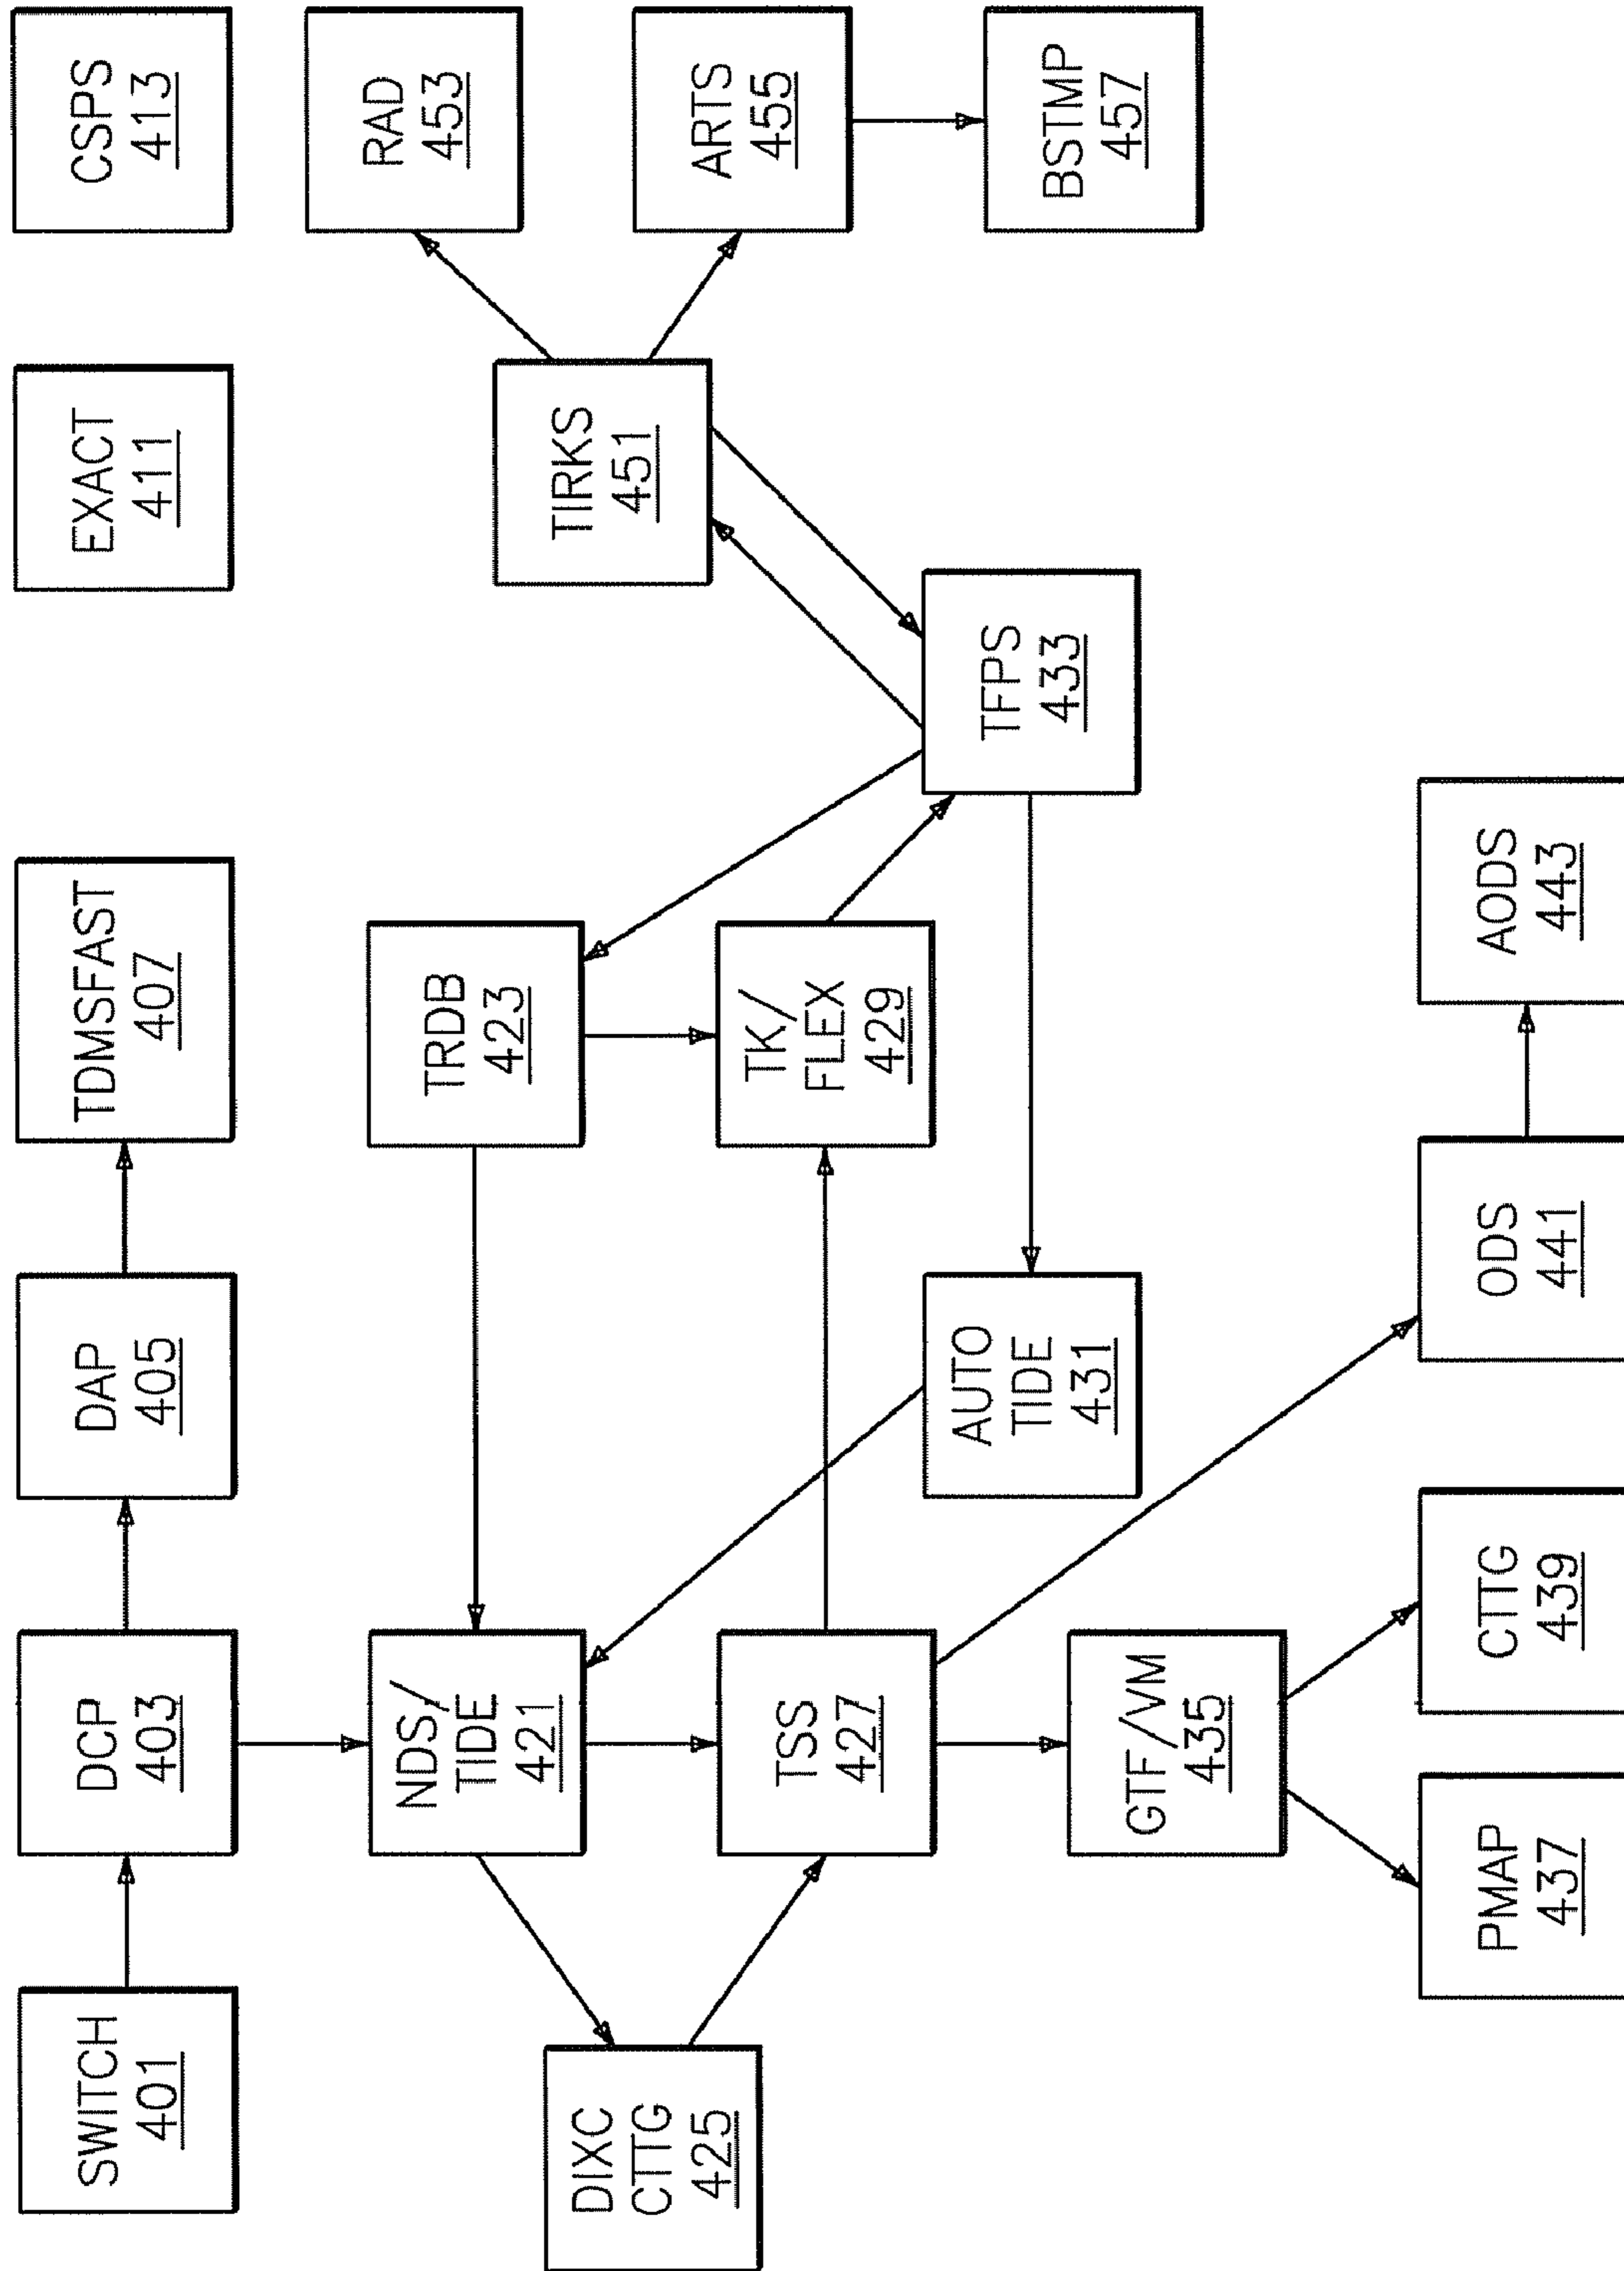 SWITCH
401
DCP
403
DAP
405
TDMSFAST
407
EXACT
411
CSPS
413
NDS/
TIDE
421
TRDB
423
RAD
453
DIXC
CTTG
425
TIRKS
451
TSS
427
TK/
FLEX
429
ARTS
455
AUTO
TIDE
431
TFPS
433
GTF/VM
435
BSTMP
457
PMAP
437
CTTG
439
ODS
441
AODS
443